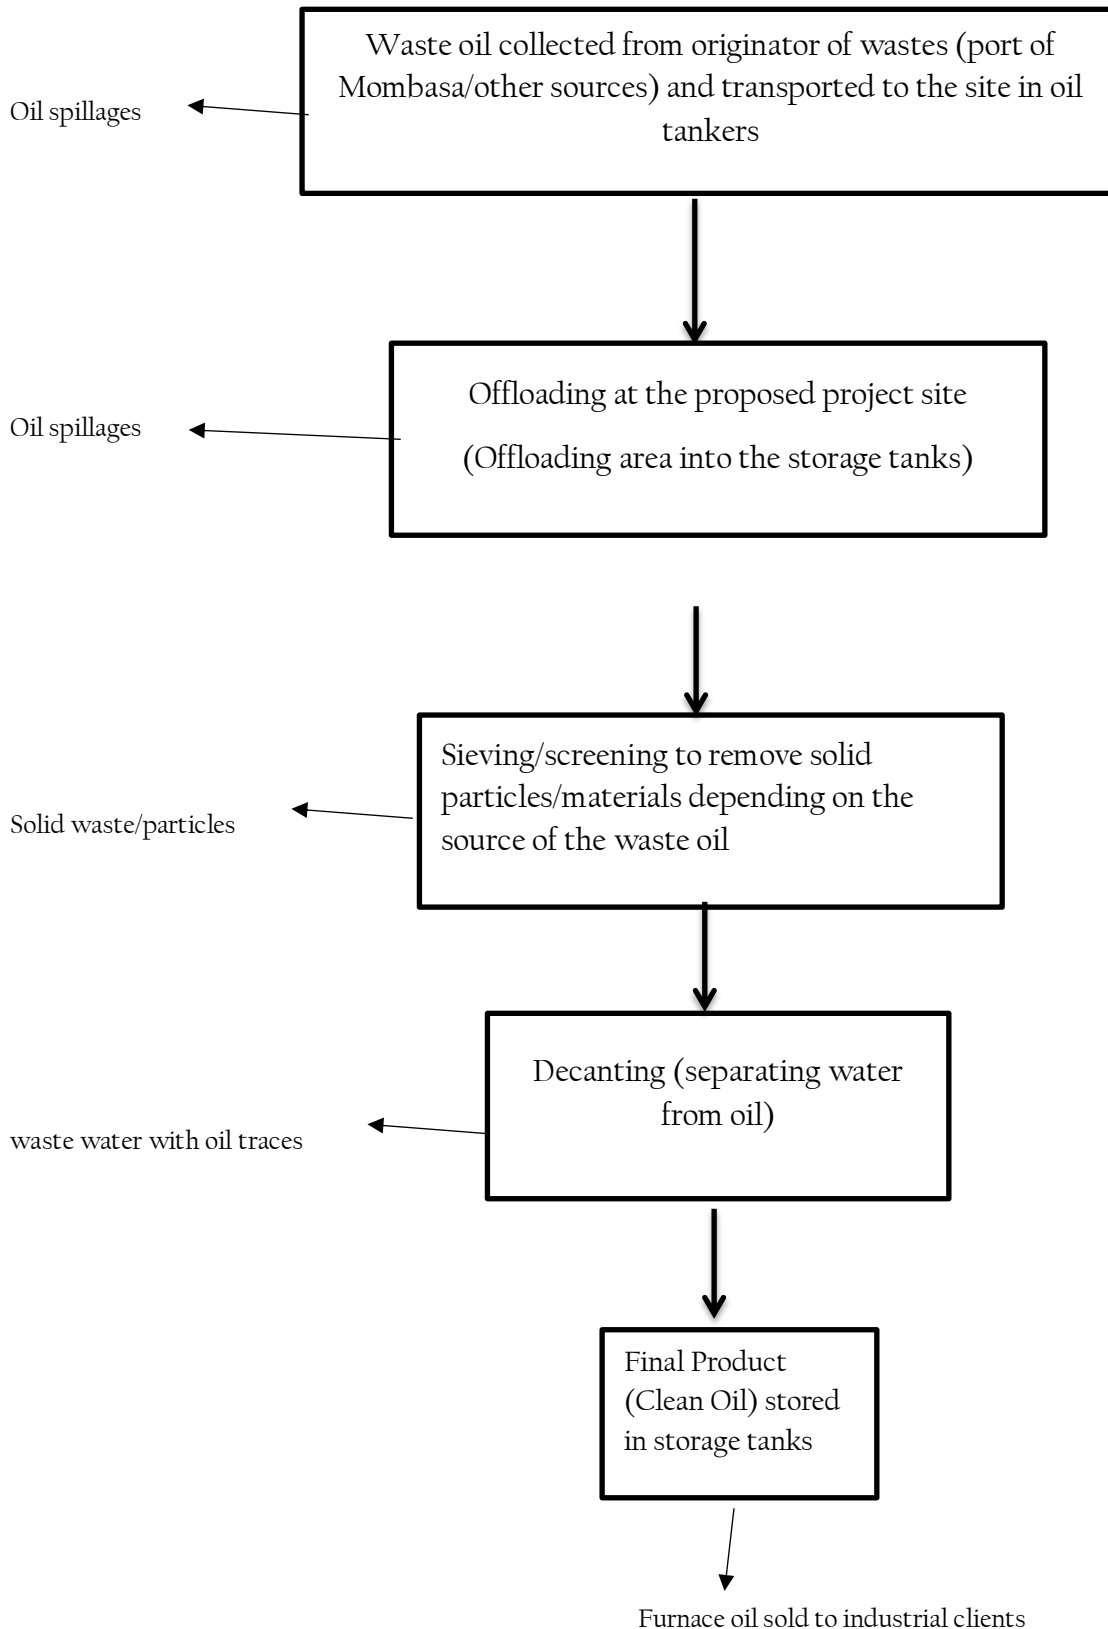 Waste oil collected from originator of wastes (port of
Mombasa/other sources) and transported to the site in oil
tankers
Oil spillages
Offloading at the proposed project site
(Offloading area into the storage tanks)
Oil spillages
Sieving/screening to remove solid
particles/materials depending on the
source of the waste oil
Solid waste/particles
Decanting (separating water
from oil)
waste water with oil traces
Final Product
(Clean Oil) stored
in storage tanks
Furnace oil sold to industrial clients